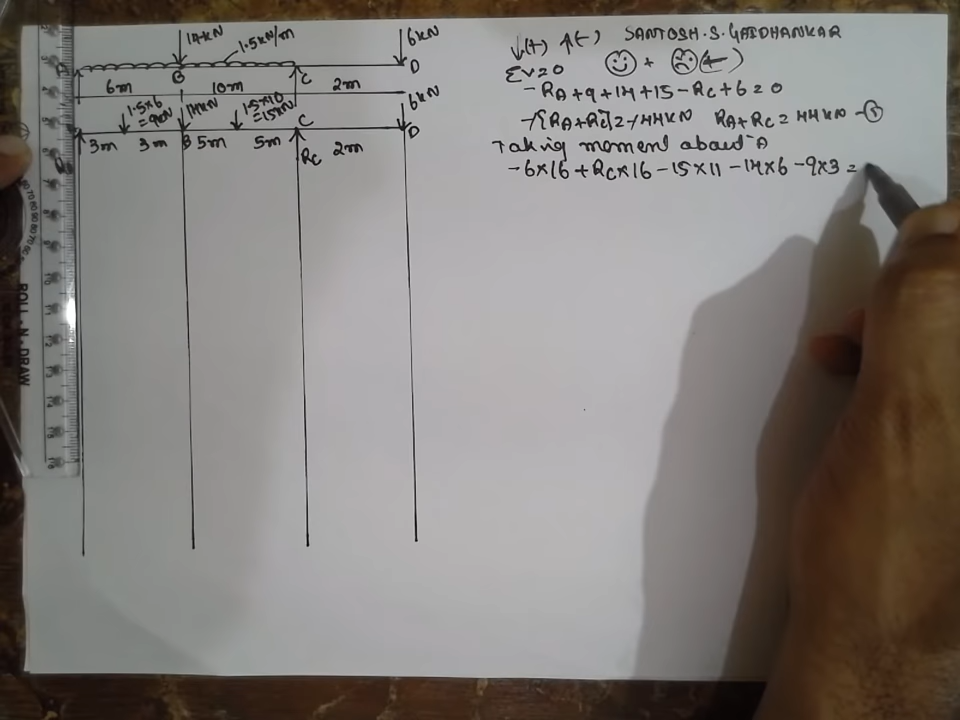 14kN
1.5kN/m
6kN
A
B
C
D
6m
10m
2m
1.5×6
=9kN
14kN
1.5×10
=15kN
C
6kN
D
3m 3m B 5m 5m
RC 2m
↓(+) ↑(-) SANTOSH.S.GAIDHANKAR
Σv=0 + (←)
-RA+9+14+15-RC+6=0
-[RA+RC]=-44kN RA+RC=44kN -①
Taking moment about A
-6×16+RC×16-15×11-14×6-9×3=
ROLL-N-DRAW